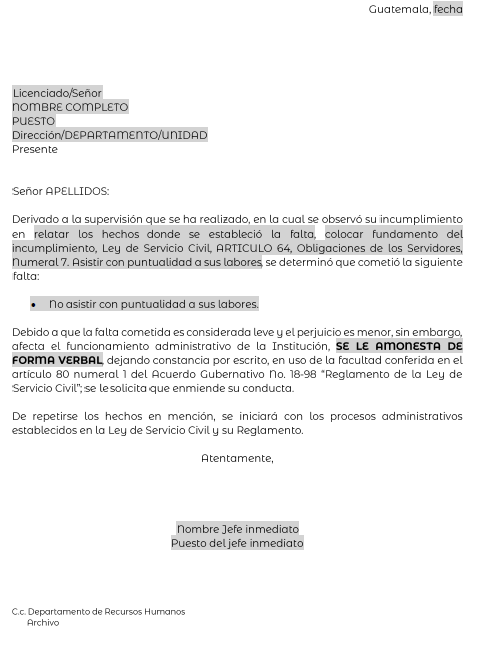 Guatemala, fecha
Licenciado/Señor
NOMBRE COMPLETO
PUESTO
Dirección/DEPARTAMENTO/UNIDAD
Presente
Señor APELLIDOS:
Derivado a la supervisión que se ha realizado, en la cual se observó su incumplimiento
en relatar los hechos donde se estableció la falta, colocar fundamento del
incumplimiento, Ley de Servicio Civil, ARTICULO 64, Obligaciones de los Servidores,
Numeral 7. Asistir con puntualidad a sus labores, se determinó que cometió la siguiente
falta:
• No asistir con puntualidad a sus labores.
Debido a que la falta cometida es considerada leve y el perjuicio es menor, sin embargo,
afecta el funcionamiento administrativo de la Institución, SE LE AMONESTA DE
FORMA VERBAL, dejando constancia por escrito, en uso de la facultad conferida en el
artículo 80 numeral 1 del Acuerdo Gubernativo No. 18-98 "Reglamento de la Ley de
Servicio Civil"; se le solicita que enmiende su conducta.
De repetirse los hechos en mención, se iniciará con los procesos administrativos
establecidos en la Ley de Servicio Civil y su Reglamento.
Atentamente,
Nombre Jefe inmediato
Puesto del jefe inmediato
C.c. Departamento de Recursos Humanos
Archivo